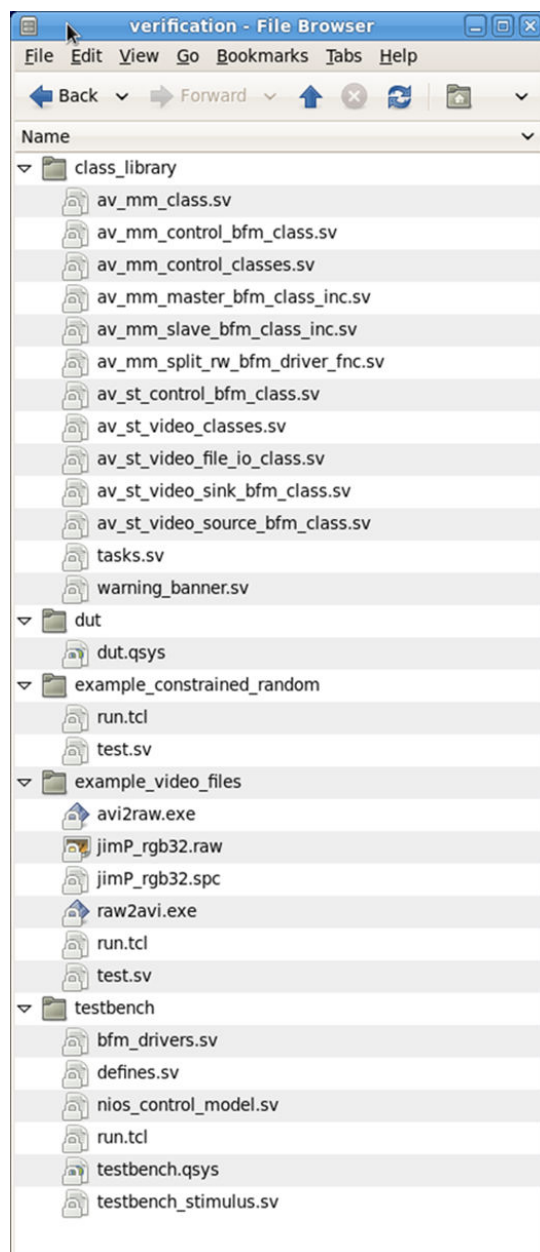 verification - File Browser
File Edit View Go Bookmarks Tabs Help
Back Forward
Name
class_library
av_mm_class.sv
av_mm_control_bfm_class.sv
av_mm_control_classes.sv
av_mm_master_bfm_class_inc.sv
av_mm_slave_bfm_class_inc.sv
av_mm_split_rw_bfm_driver_fnc.sv
av_st_control_bfm_class.sv
av_st_video_classes.sv
av_st_video_file_io_class.sv
av_st_video_sink_bfm_class.sv
av_st_video_source_bfm_class.sv
tasks.sv
warning_banner.sv
dut
dut.qsys
example_constrained_random
run.tcl
test.sv
example_video_files
avi2raw.exe
jimP_rgb32.raw
jimP_rgb32.spc
raw2avi.exe
run.tcl
test.sv
testbench
bfm_drivers.sv
defines.sv
nios_control_model.sv
run.tcl
testbench.qsys
testbench_stimulus.sv